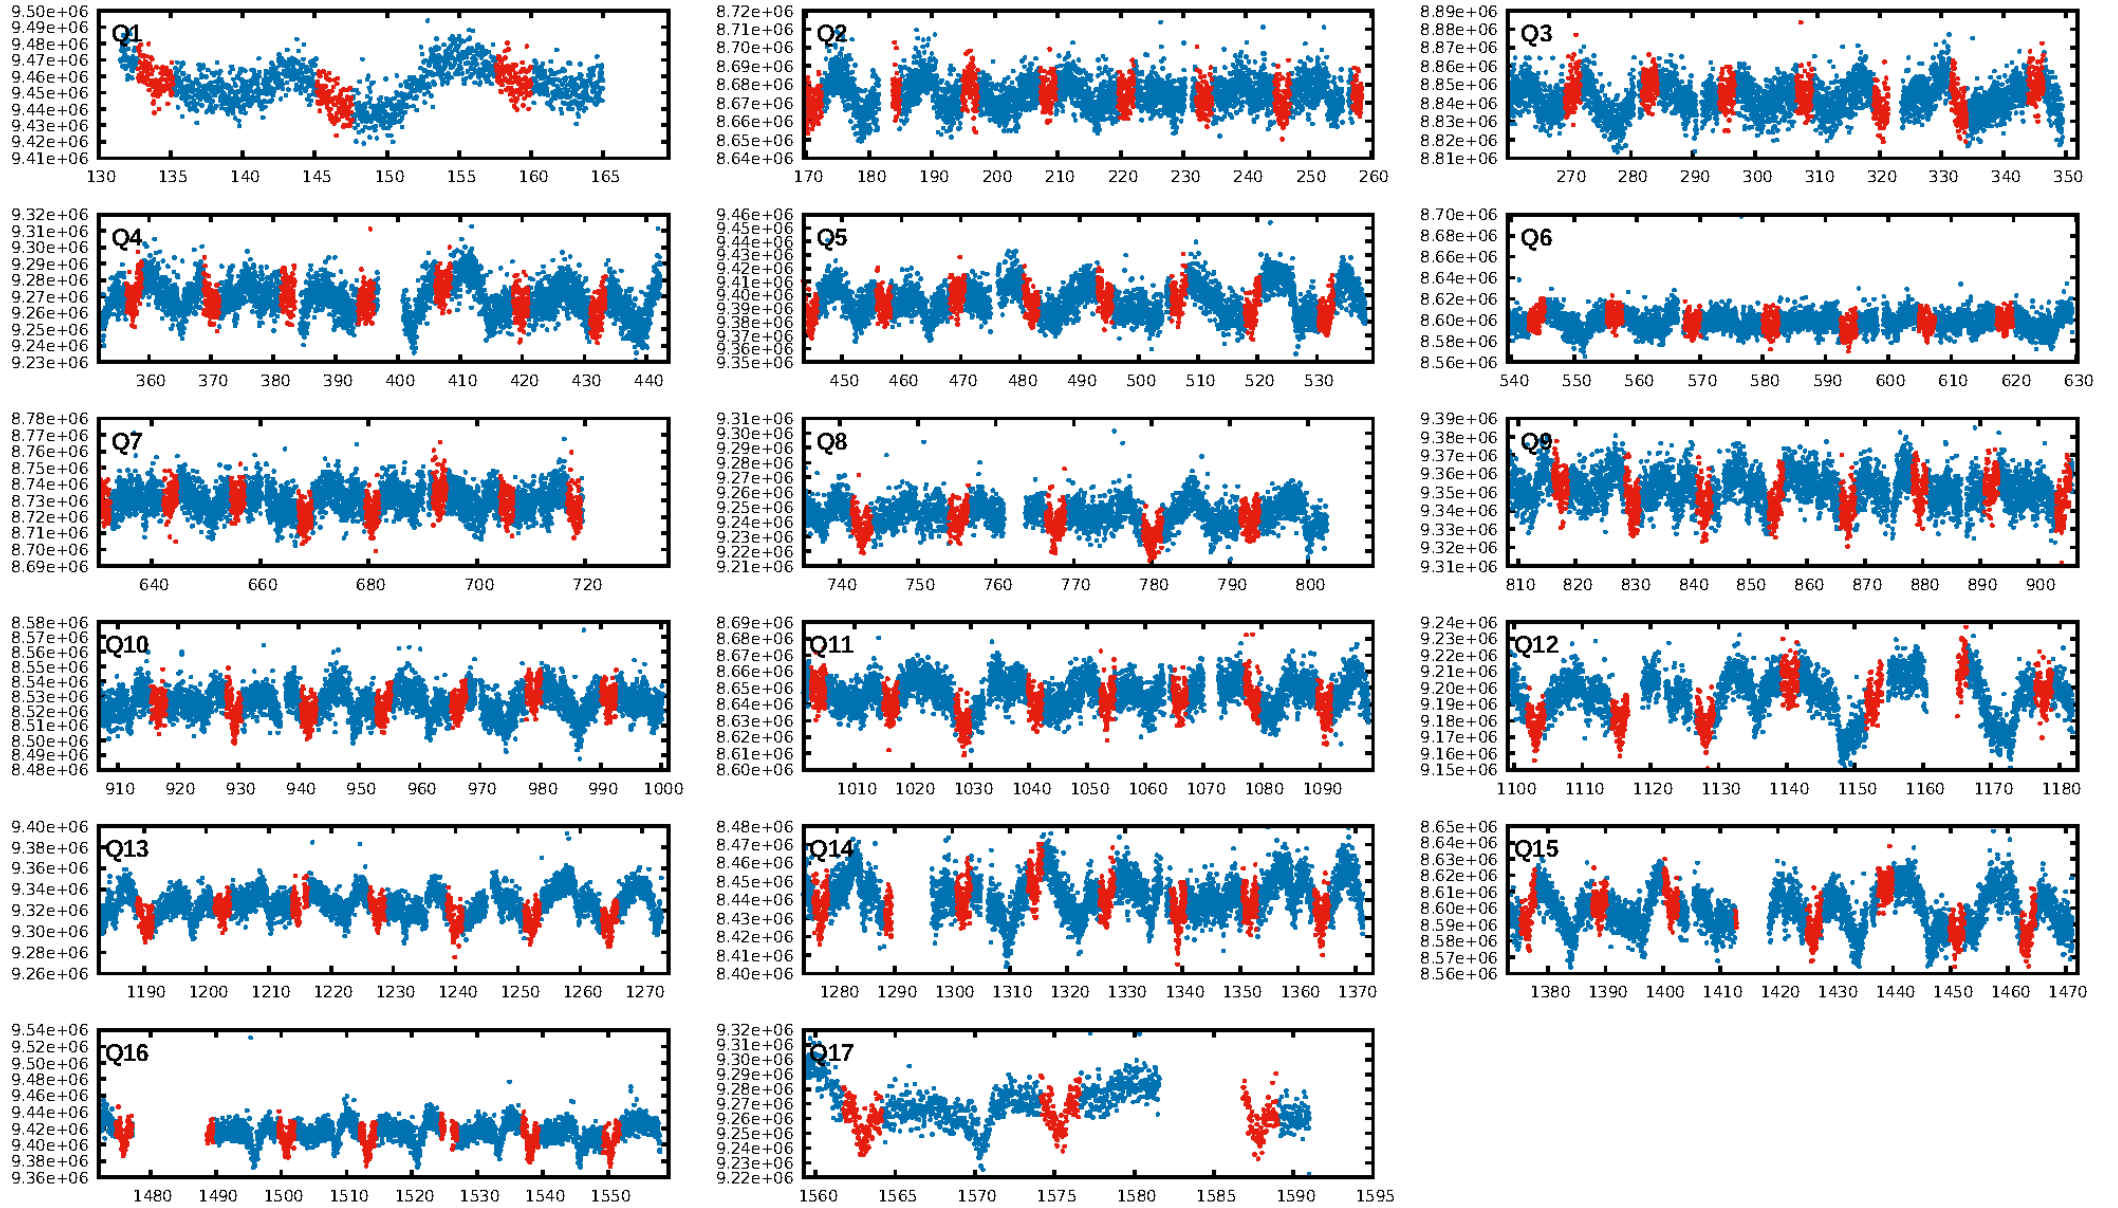 Q1
9.50e+06
9.49e+06
9.48e+06
9.47e+06
9.46e+06
9.45e+06
9.44e+06
9.43e+06
9.42e+06
9.41e+06
130 135 140 145 150 155 160 165
Q2
8.72e+06
8.71e+06
8.70e+06
8.69e+06
8.68e+06
8.67e+06
8.66e+06
8.65e+06
8.64e+06
170 180 190 200 210 220 230 240 250 260
Q3
8.89e+06
8.88e+06
8.87e+06
8.86e+06
8.85e+06
8.84e+06
8.83e+06
8.82e+06
8.81e+06
270 280 290 300 310 320 330 340 350
Q4
9.32e+06
9.31e+06
9.30e+06
9.29e+06
9.28e+06
9.27e+06
9.26e+06
9.25e+06
9.24e+06
9.23e+06
360 370 380 390 400 410 420 430 440
Q5
9.46e+06
9.44e+06
9.43e+06
9.42e+06
9.41e+06
9.40e+06
9.39e+06
9.38e+06
9.37e+06
9.36e+06
9.35e+06
450 460 470 480 490 500 510 520 530
Q6
8.70e+06
8.68e+06
8.66e+06
8.64e+06
8.62e+06
8.60e+06
8.58e+06
8.56e+06
540 550 560 570 580 590 600 610 620 630
Q7
8.78e+06
8.77e+06
8.76e+06
8.75e+06
8.74e+06
8.73e+06
8.72e+06
8.71e+06
8.70e+06
8.69e+06
640 660 680 700 720
Q8
9.31e+06
9.30e+06
9.29e+06
9.28e+06
9.27e+06
9.26e+06
9.25e+06
9.24e+06
9.23e+06
9.22e+06
9.21e+06
740 750 760 770 780 790 800
Q9
9.39e+06
9.38e+06
9.37e+06
9.36e+06
9.35e+06
9.34e+06
9.33e+06
9.32e+06
9.31e+06
810 820 830 840 850 860 870 880 890 900
Q10
8.58e+06
8.57e+06
8.56e+06
8.55e+06
8.54e+06
8.53e+06
8.52e+06
8.51e+06
8.50e+06
8.49e+06
8.48e+06
910 920 930 940 950 960 970 980 990 1000
Q11
8.69e+06
8.68e+06
8.67e+06
8.66e+06
8.65e+06
8.64e+06
8.63e+06
8.62e+06
8.61e+06
8.60e+06
1010 1020 1030 1040 1050 1060 1070 1080 1090
Q12
9.24e+06
9.23e+06
9.22e+06
9.21e+06
9.20e+06
9.19e+06
9.18e+06
9.17e+06
9.16e+06
9.15e+06
1100 1110 1120 1130 1140 1150 1160 1170 1180
Q13
9.40e+06
9.38e+06
9.36e+06
9.34e+06
9.32e+06
9.30e+06
9.28e+06
9.26e+06
1190 1200 1210 1220 1230 1240 1250 1260 1270
Q14
8.48e+06
8.47e+06
8.46e+06
8.45e+06
8.44e+06
8.43e+06
8.42e+06
8.41e+06
8.40e+06
1280 1290 1300 1310 1320 1330 1340 1350 1360 1370
Q15
8.65e+06
8.64e+06
8.63e+06
8.62e+06
8.61e+06
8.60e+06
8.59e+06
8.58e+06
8.57e+06
8.56e+06
1380 1390 1400 1410 1420 1430 1440 1450 1460 1470
Q16
9.54e+06
9.52e+06
9.50e+06
9.48e+06
9.46e+06
9.44e+06
9.42e+06
9.40e+06
9.38e+06
9.36e+06
1480 1490 1500 1510 1520 1530 1540 1550
Q17
9.32e+06
9.31e+06
9.30e+06
9.29e+06
9.28e+06
9.27e+06
9.26e+06
9.25e+06
9.24e+06
9.23e+06
9.22e+06
1560 1565 1570 1575 1580 1585 1590 1595